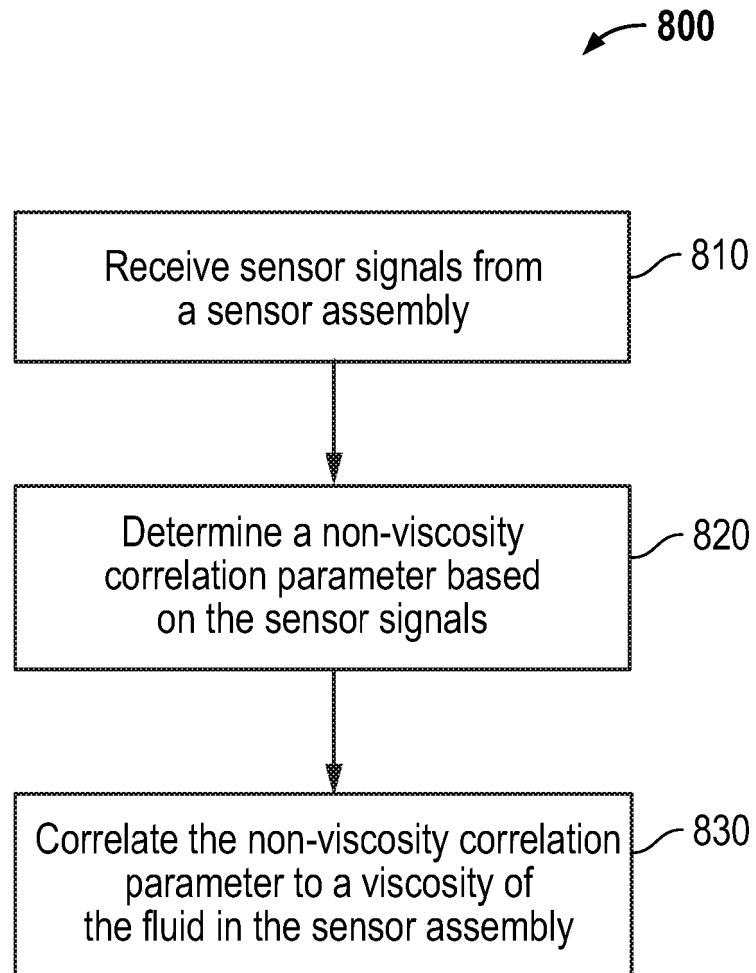 800
Receive sensor signals from
a sensor assembly
810
Determine a non-viscosity
correlation parameter based
on the sensor signals
820
Correlate the non-viscosity correlation
parameter to a viscosity of
the fluid in the sensor assembly
830